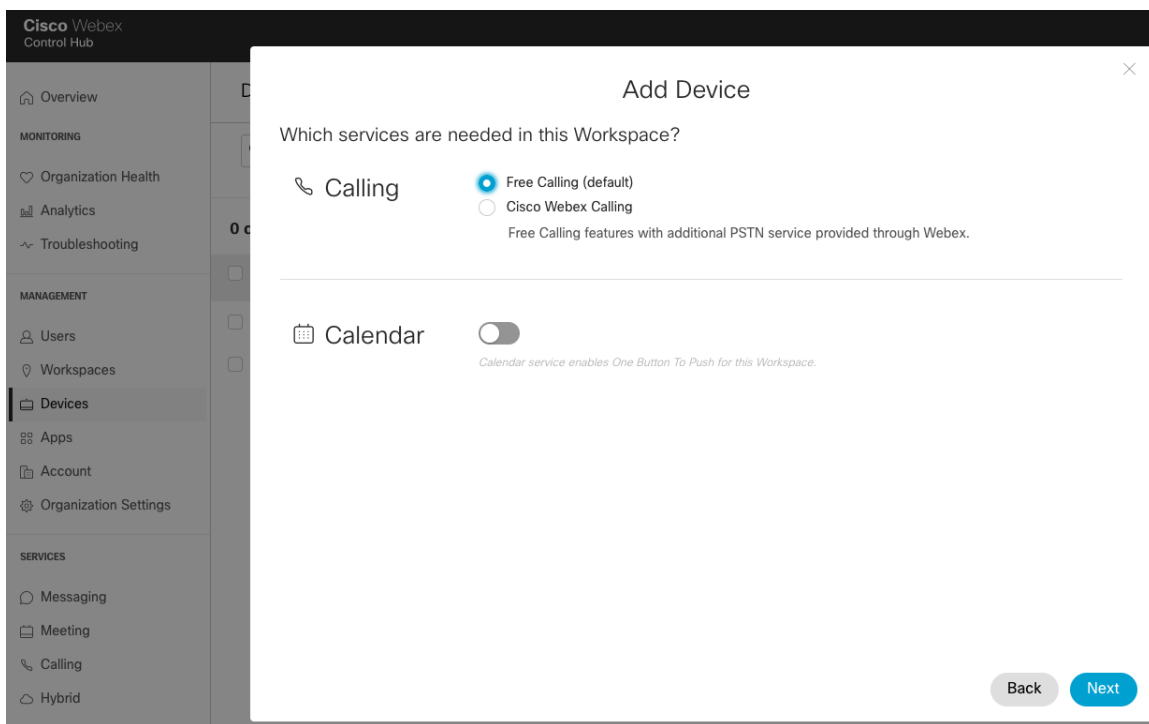 Cisco Webex
Control Hub
Overview
MONITORING
Organization Health
Analytics
Troubleshooting
MANAGEMENT
Users
Workspaces
Devices
Apps
Account
Organization Settings
SERVICES
Messaging
Meeting
Calling
Hybrid
D
0
Add Device
Which services are needed in this Workspace?
Calling
Free Calling (default)
Cisco Webex Calling
Free Calling features with additional PSTN service provided through Webex.
Calendar
Calendar service enables One Button To Push for this Workspace.
Back
Next